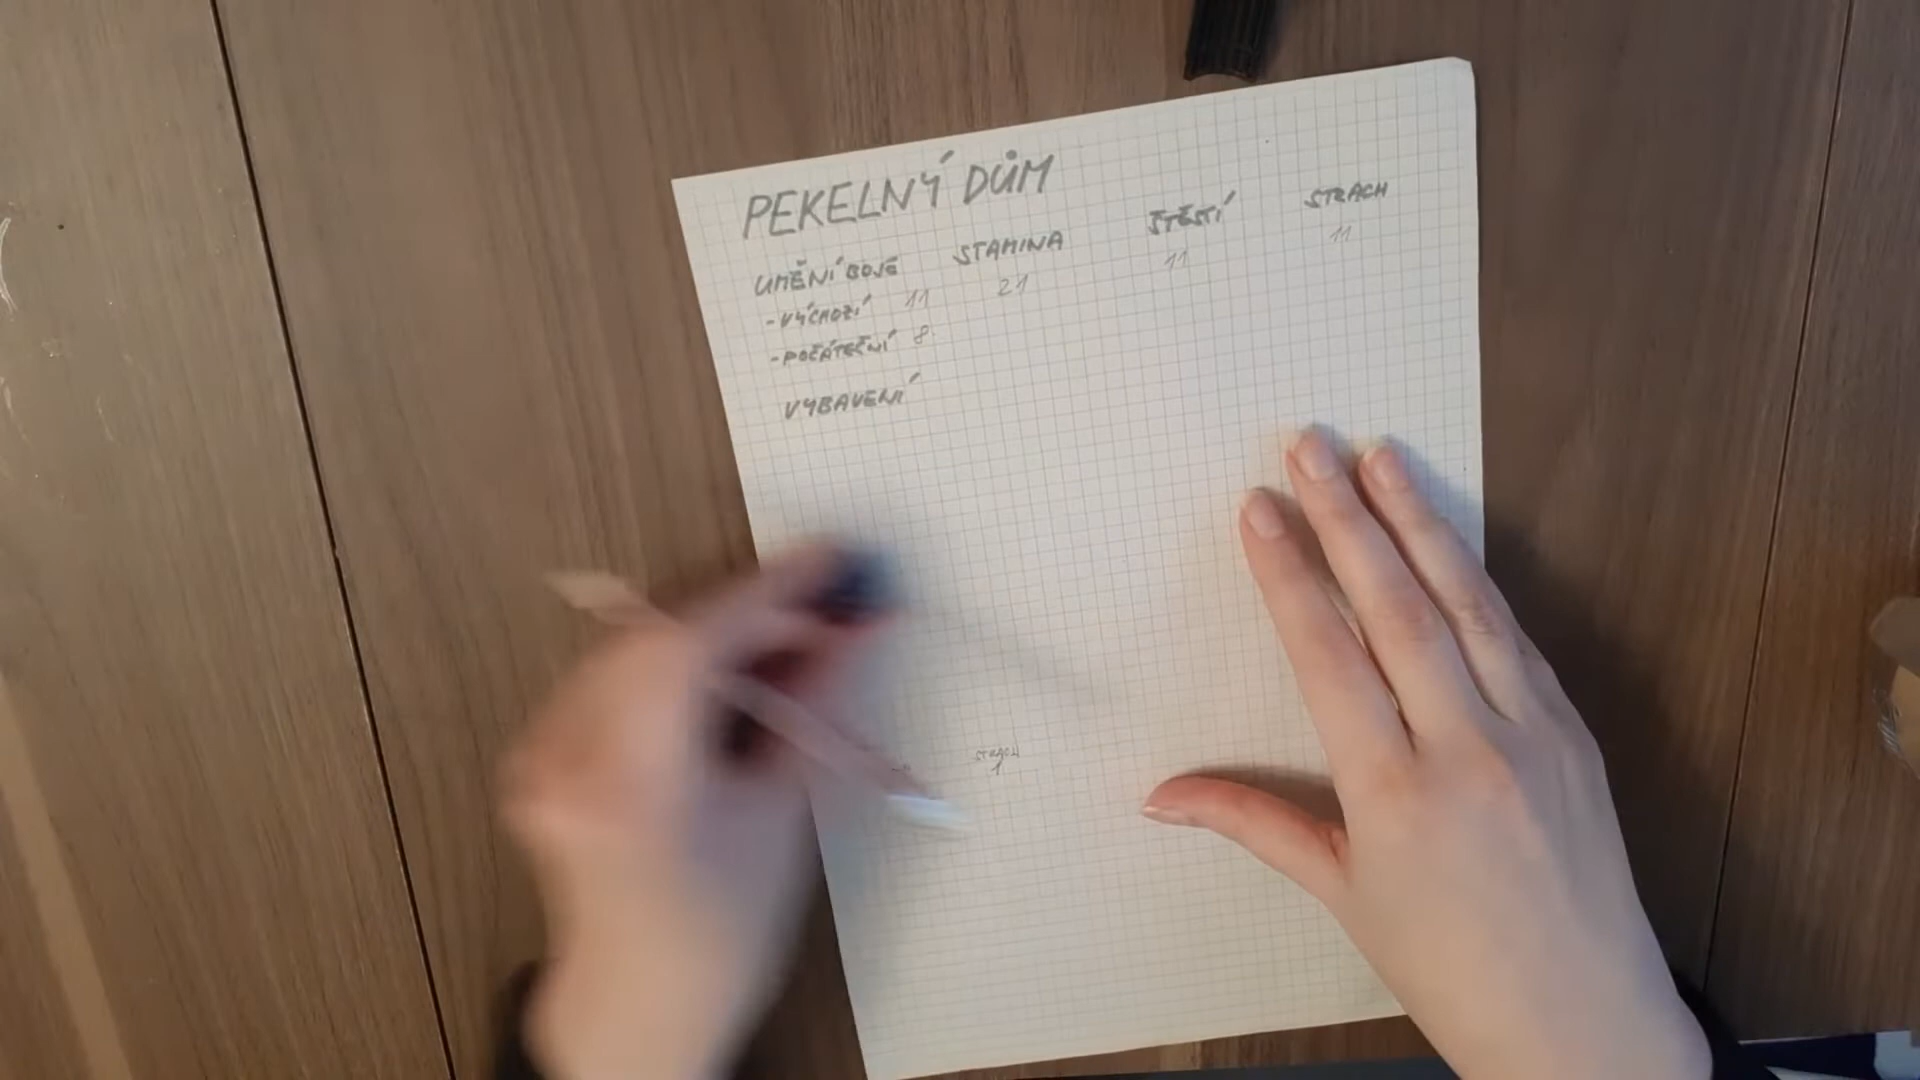 PEKELNÝ DŮM
UMĚNÍ BOJE STAMINA ŠTĚSTÍ STRACH
-VÝCHOZÍ 11 21 11 11
-POČÁTEČNÍ 8
VYBAVENÍ
STRACH
1